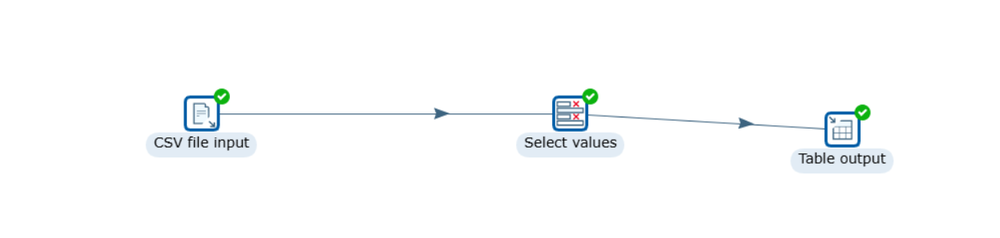 CSV file input
Select values
Table output